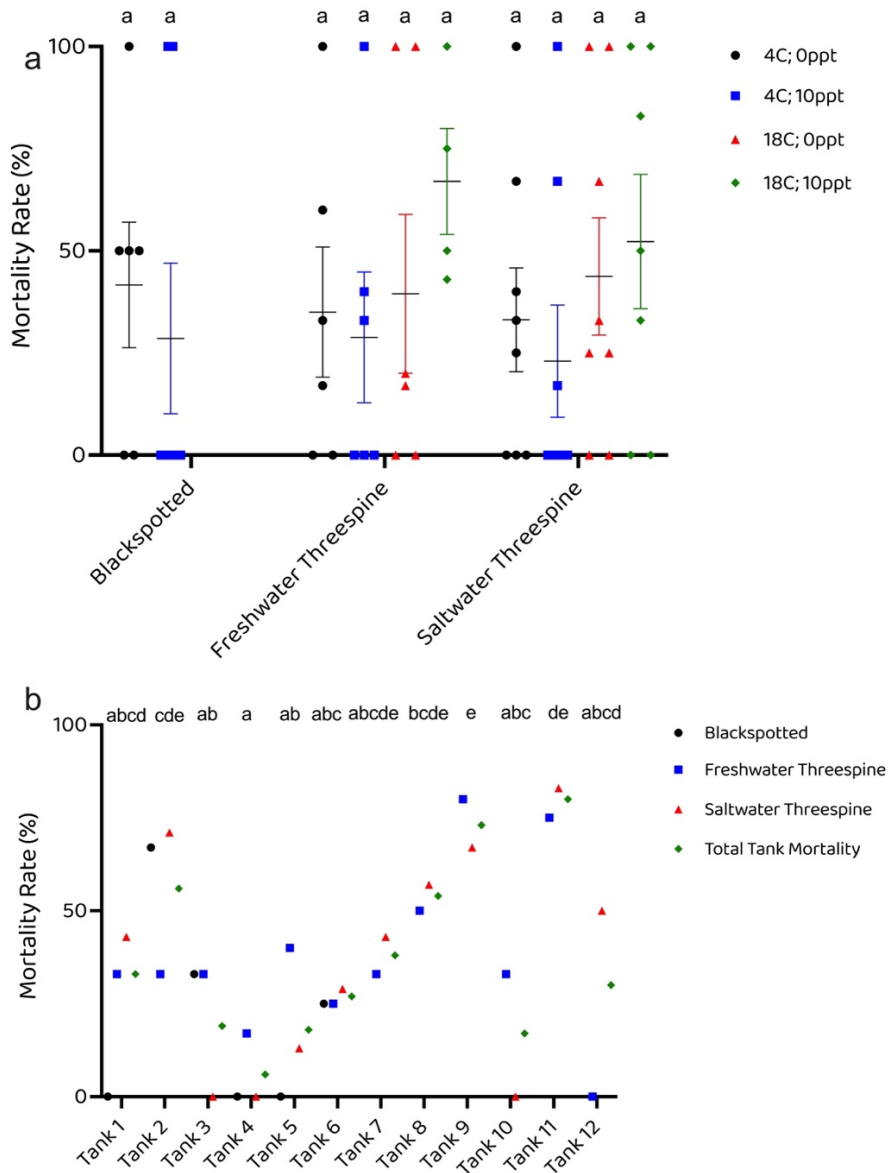 a a a a a a a a a a
a
100
50
0
Mortality Rate (%)
4C; 0ppt
4C; 10ppt
18C; 0ppt
18C; 10ppt
Blackspotted
Freshwater Threespine
Saltwater Threespine
b
abcd cde ab a ab abc abcde bcde e abc de abcd
100
50
0
Mortality Rate (%)
Blackspotted
Freshwater Threespine
Saltwater Threespine
Total Tank Mortality
Tank 1
Tank 2
Tank 3
Tank 4
Tank 5
Tank 6
Tank 7
Tank 8
Tank 9
Tank 10
Tank 11
Tank 12